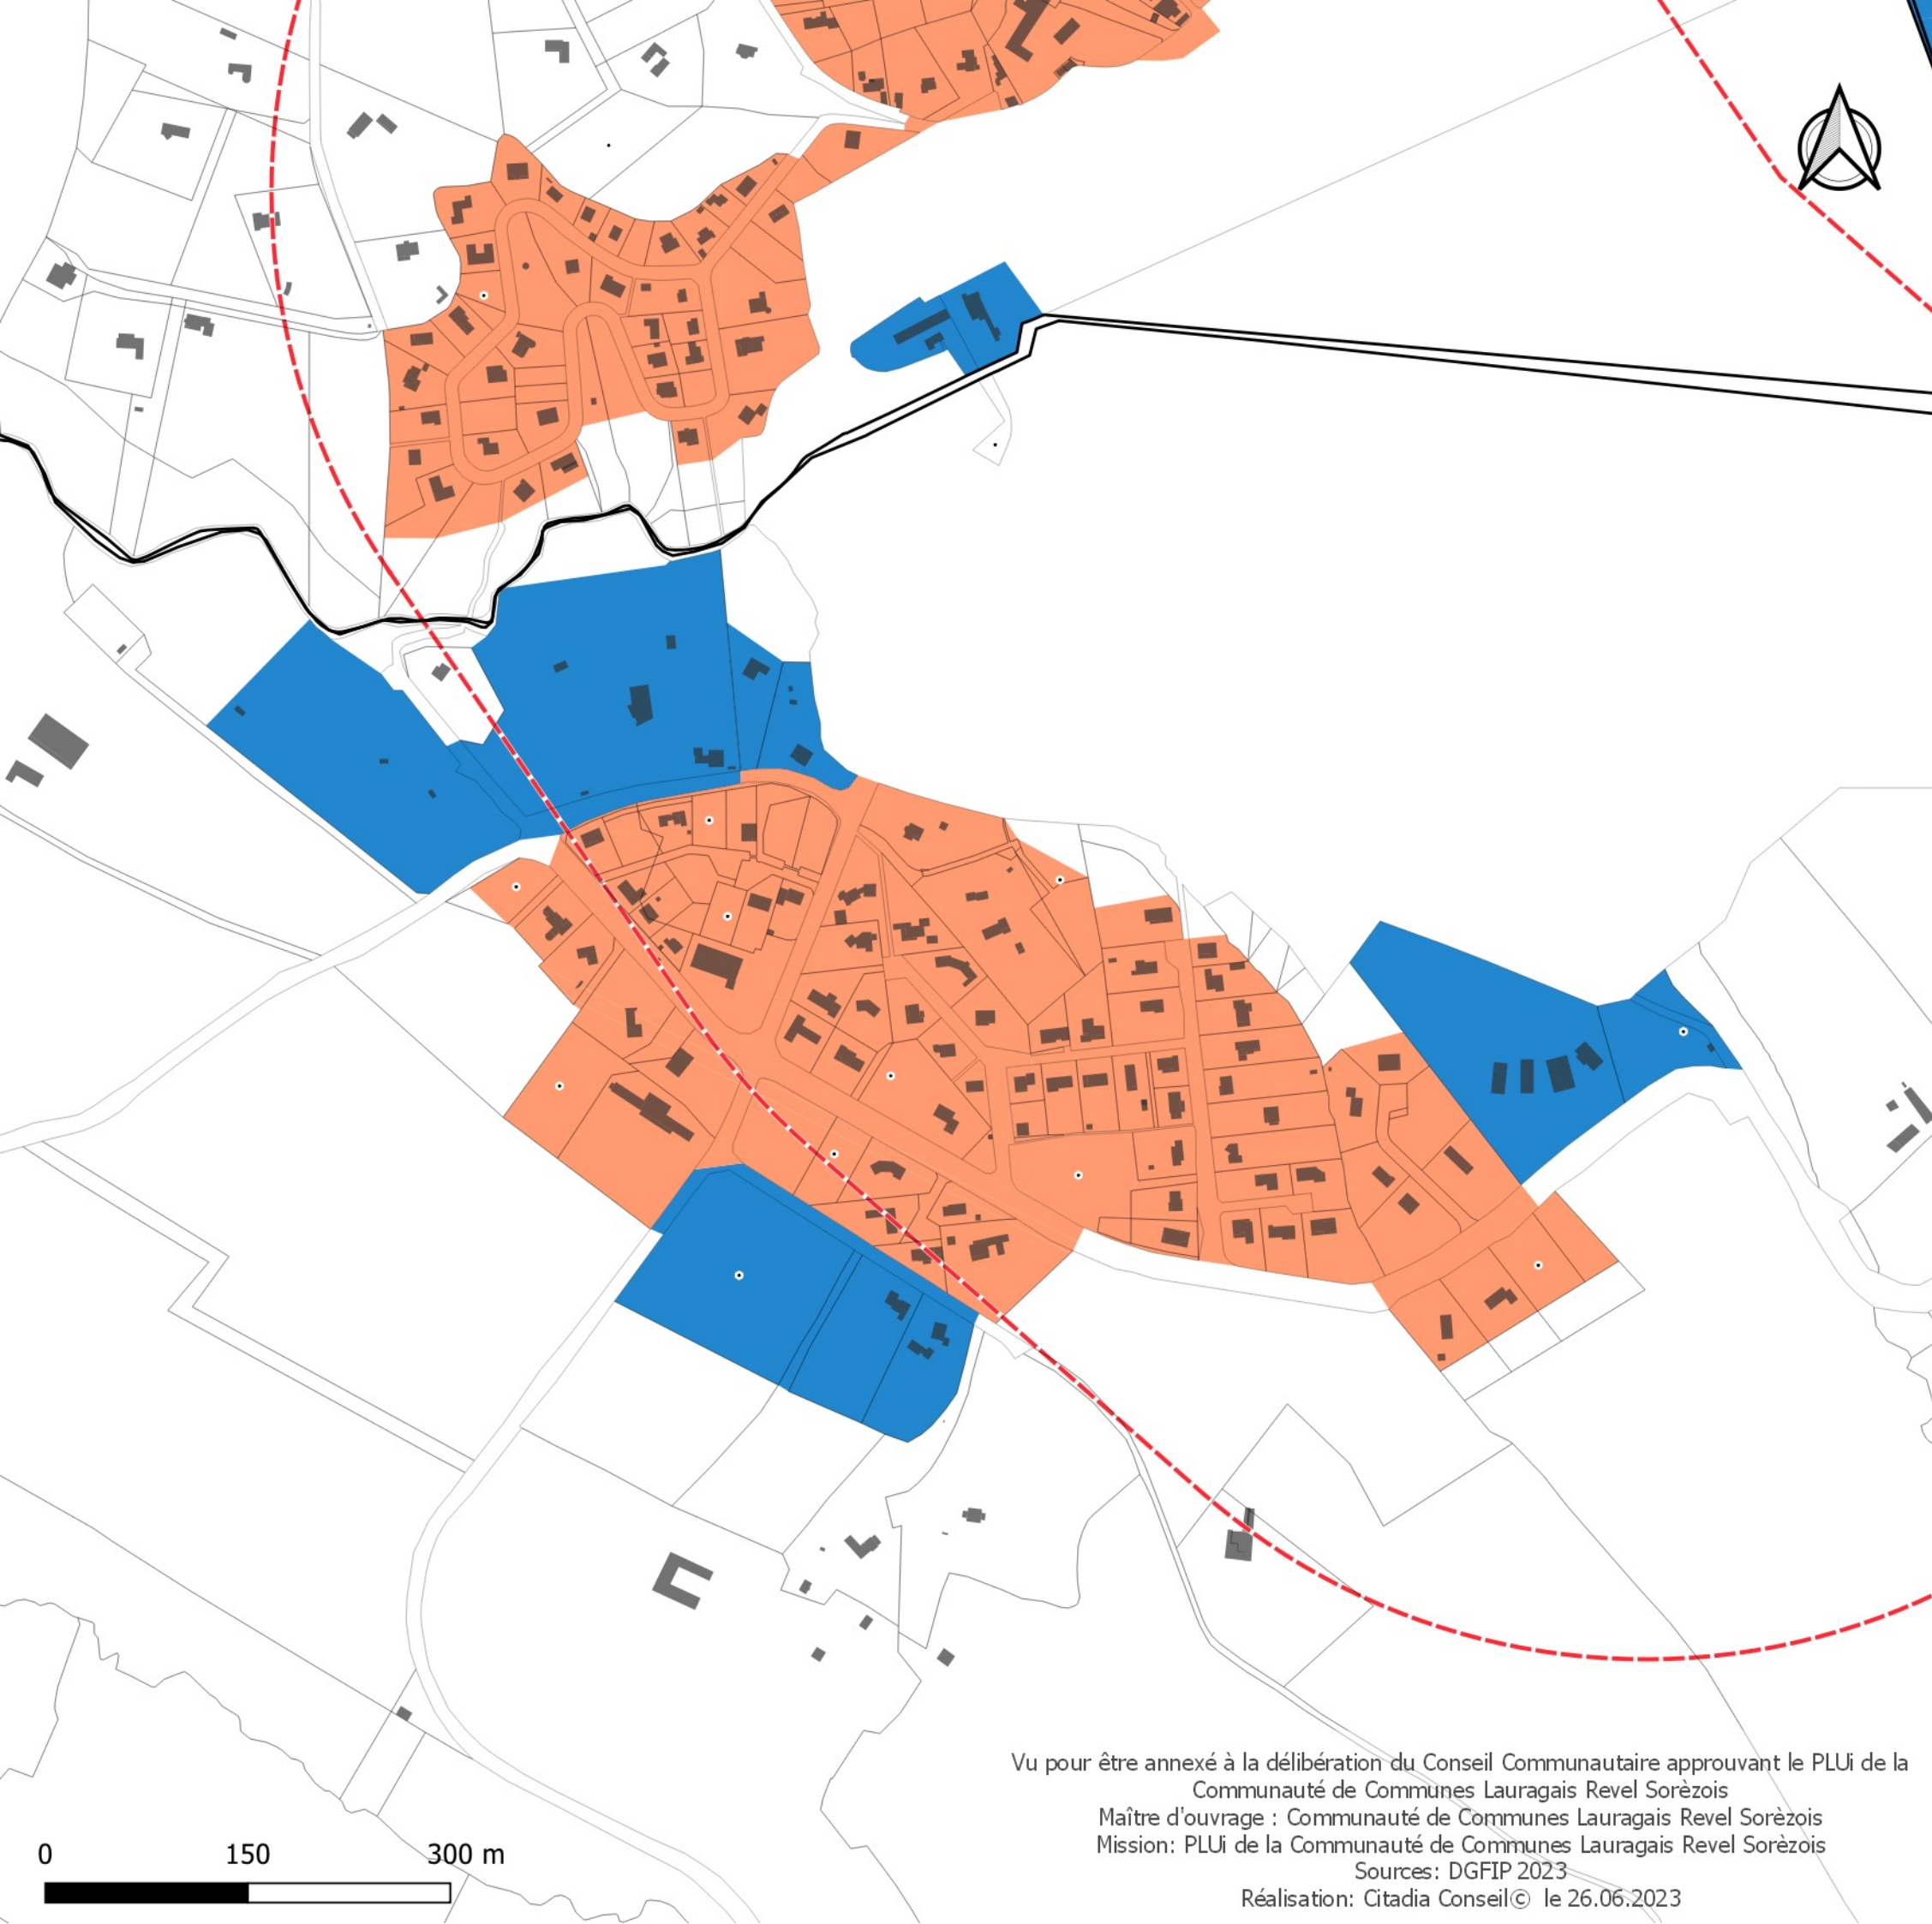 Vu pour être annexé à la délibération du Conseil Communautaire approuvant le PLUi de la
Communauté de Communes Lauragais Revel Sorèzois
Maître d'ouvrage : Communauté de Communes Lauragais Revel Sorèzois
Mission: PLUi de la Communauté de Communes Lauragais Revel Sorèzois
Sources: DGFIP 2023
Réalisation: Citadia Conseil© le 26.06.2023
0 150 300 m